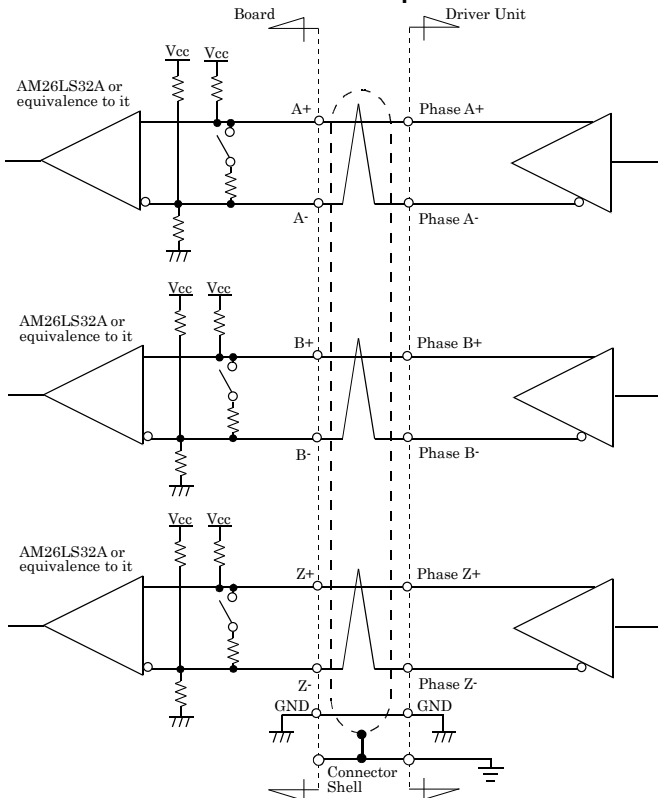 Board
Driver Unit
Vcc
Vcc
AM26LS32A or
equivalence to it
A+
Phase A+
A-
Phase A-
Vcc
Vcc
AM26LS32A or
equivalence to it
B+
Phase B+
B-
Phase B-
Vcc
Vcc
AM26LS32A or
equivalence to it
Z+
Phase Z+
Z-
Phase Z-
GND
GND
Connector
Shell